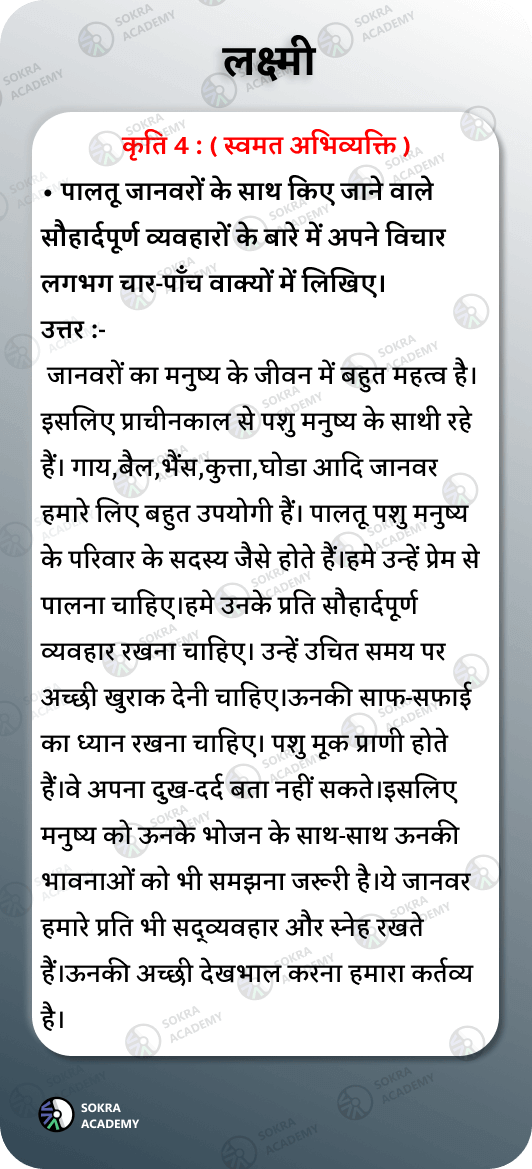 लक्ष्मी
कृति 4 : ( स्वमत अभिव्यक्ति )
• पालतू जानवरों के साथ किए जाने वाले
सौहार्दपूर्ण व्यवहारों के बारे में अपने विचार
लगभग चार-पाँच वाक्यों में लिखिए।
उत्तर :-
जानवरों का मनुष्य के जीवन में बहुत महत्व है।
इसलिए प्राचीनकाल से पशु मनुष्य के साथी रहे
हैं। गाय,बैल,भैंस,कुत्ता,घोडा आदि जानवर
हमारे लिए बहुत उपयोगी हैं। पालतू पशु मनुष्य
के परिवार के सदस्य जैसे होते हैं।हमे उन्हें प्रेम से
पालना चाहिए।हमे उनके प्रति सौहार्दपूर्ण
व्यवहार रखना चाहिए। उन्हें उचित समय पर
अच्छी खुराक देनी चाहिए।ऊनकी साफ-सफाई
का ध्यान रखना चाहिए। पशु मूक प्राणी होते
हैं।वे अपना दुख-दर्द बता नहीं सकते।इसलिए
मनुष्य को ऊनके भोजन के साथ-साथ ऊनकी
भावनाओं को भी समझना जरूरी है।ये जानवर
हमारे प्रति भी सद्‌व्यवहार और स्नेह रखते
हैं।ऊनकी अच्छी देखभाल करना हमारा कर्तव्य
है।
SOKRA
ACADEMY